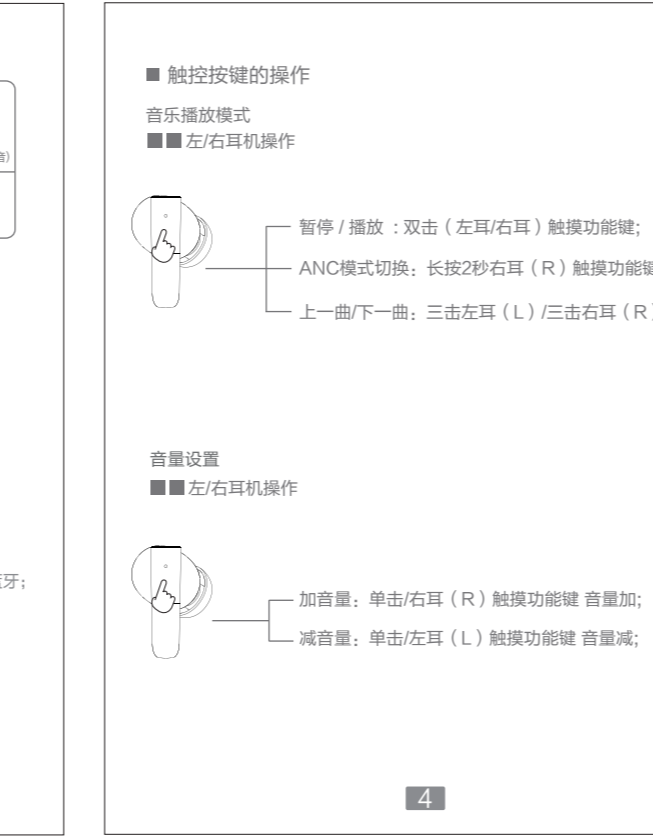 音)
牙；
■ 触控按键的操作
音乐播放模式
■■ 左/右耳机操作
暂停 / 播放 ：双击（左耳/右耳）触摸功能键；
ANC模式切换：长按2秒右耳（R）触摸功能键
上一曲/下一曲：三击左耳（L）/三击右耳（R）
音量设置
■■ 左/右耳机操作
加音量：单击/右耳（R）触摸功能键 音量加；
减音量：单击/左耳（L）触摸功能键 音量减；
4